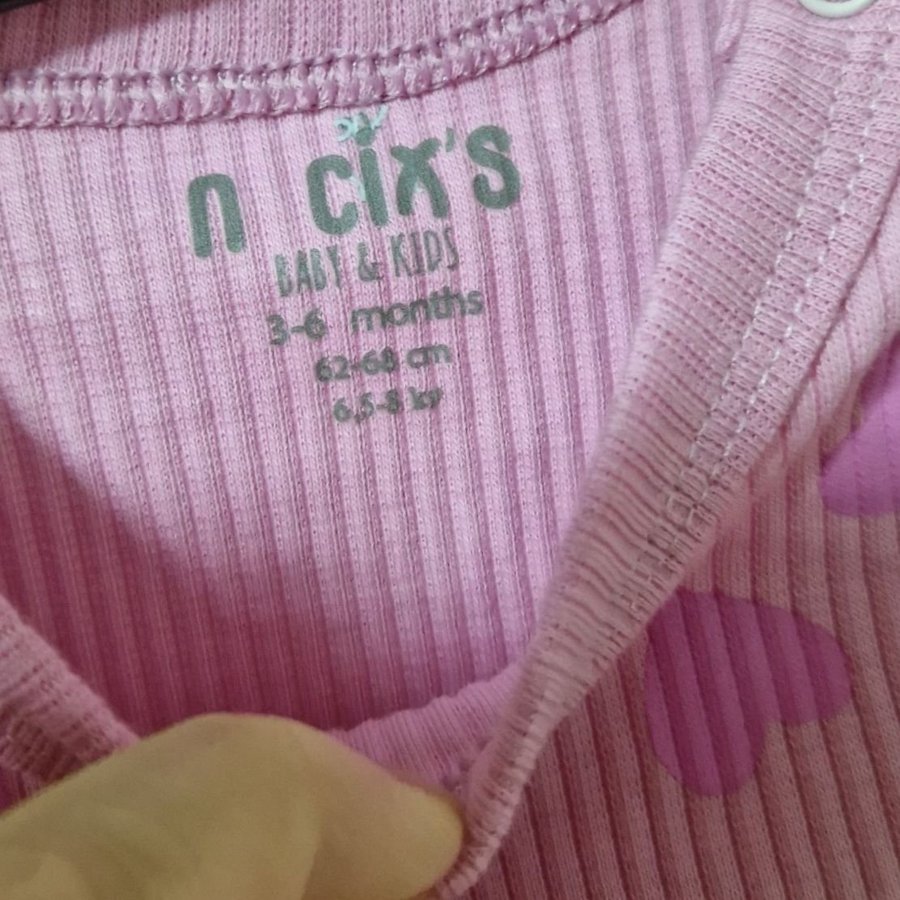 n cix's
BABY & KIDS
3-6 months
62-68 cm
6,5-8 kg